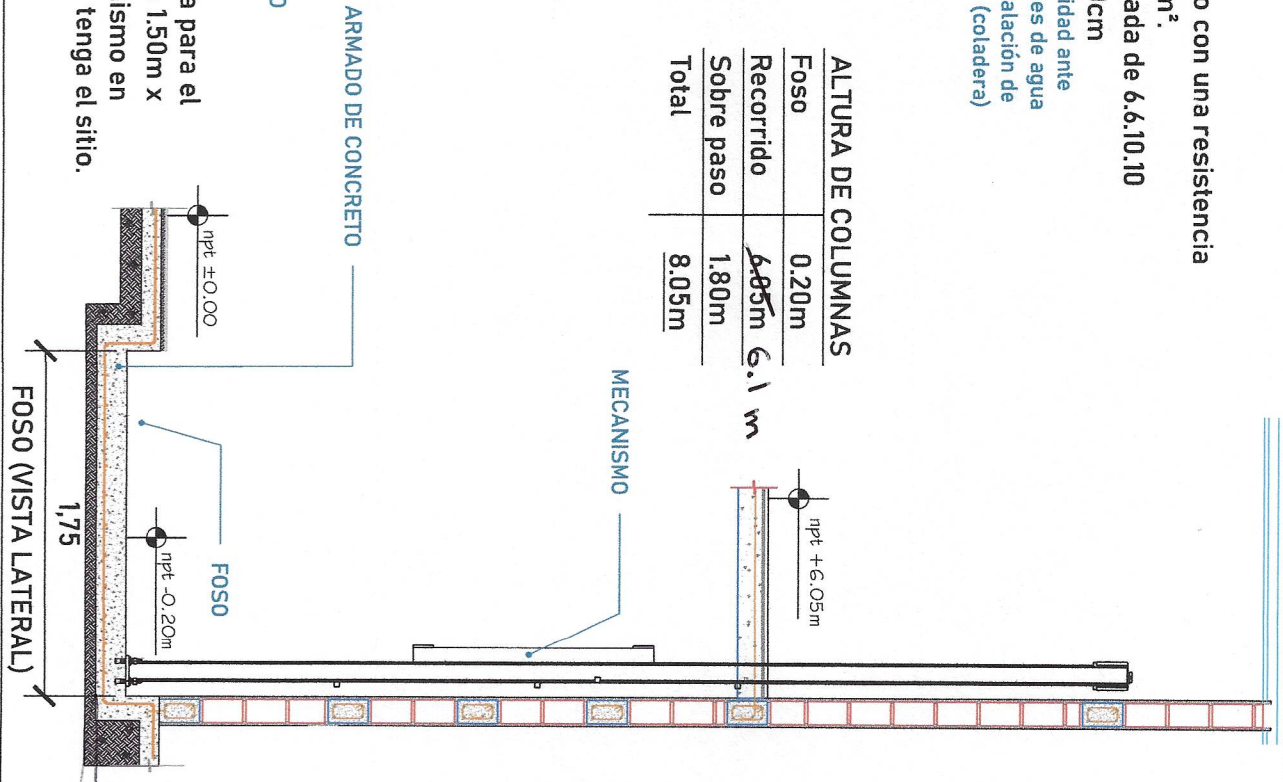 o con una resistencia
m².
ada de 6.6.10.10
cm
idad ante
es de agua
alación de
(coladera)
ALTURA DE COLUMNAS
Foso 0.20m
Recorrido 6.05m 6.1 m
Sobre paso 1.80m
Total 8.05m
npt +6.05m
MECANISMO
ARMADO DE CONCRETO
O
a para el
1.50m x
ismo en
tenga el sitio.
npt ±0.00
FOSO
npt -0.20m
1,75
FOSO (VISTA LATERAL)